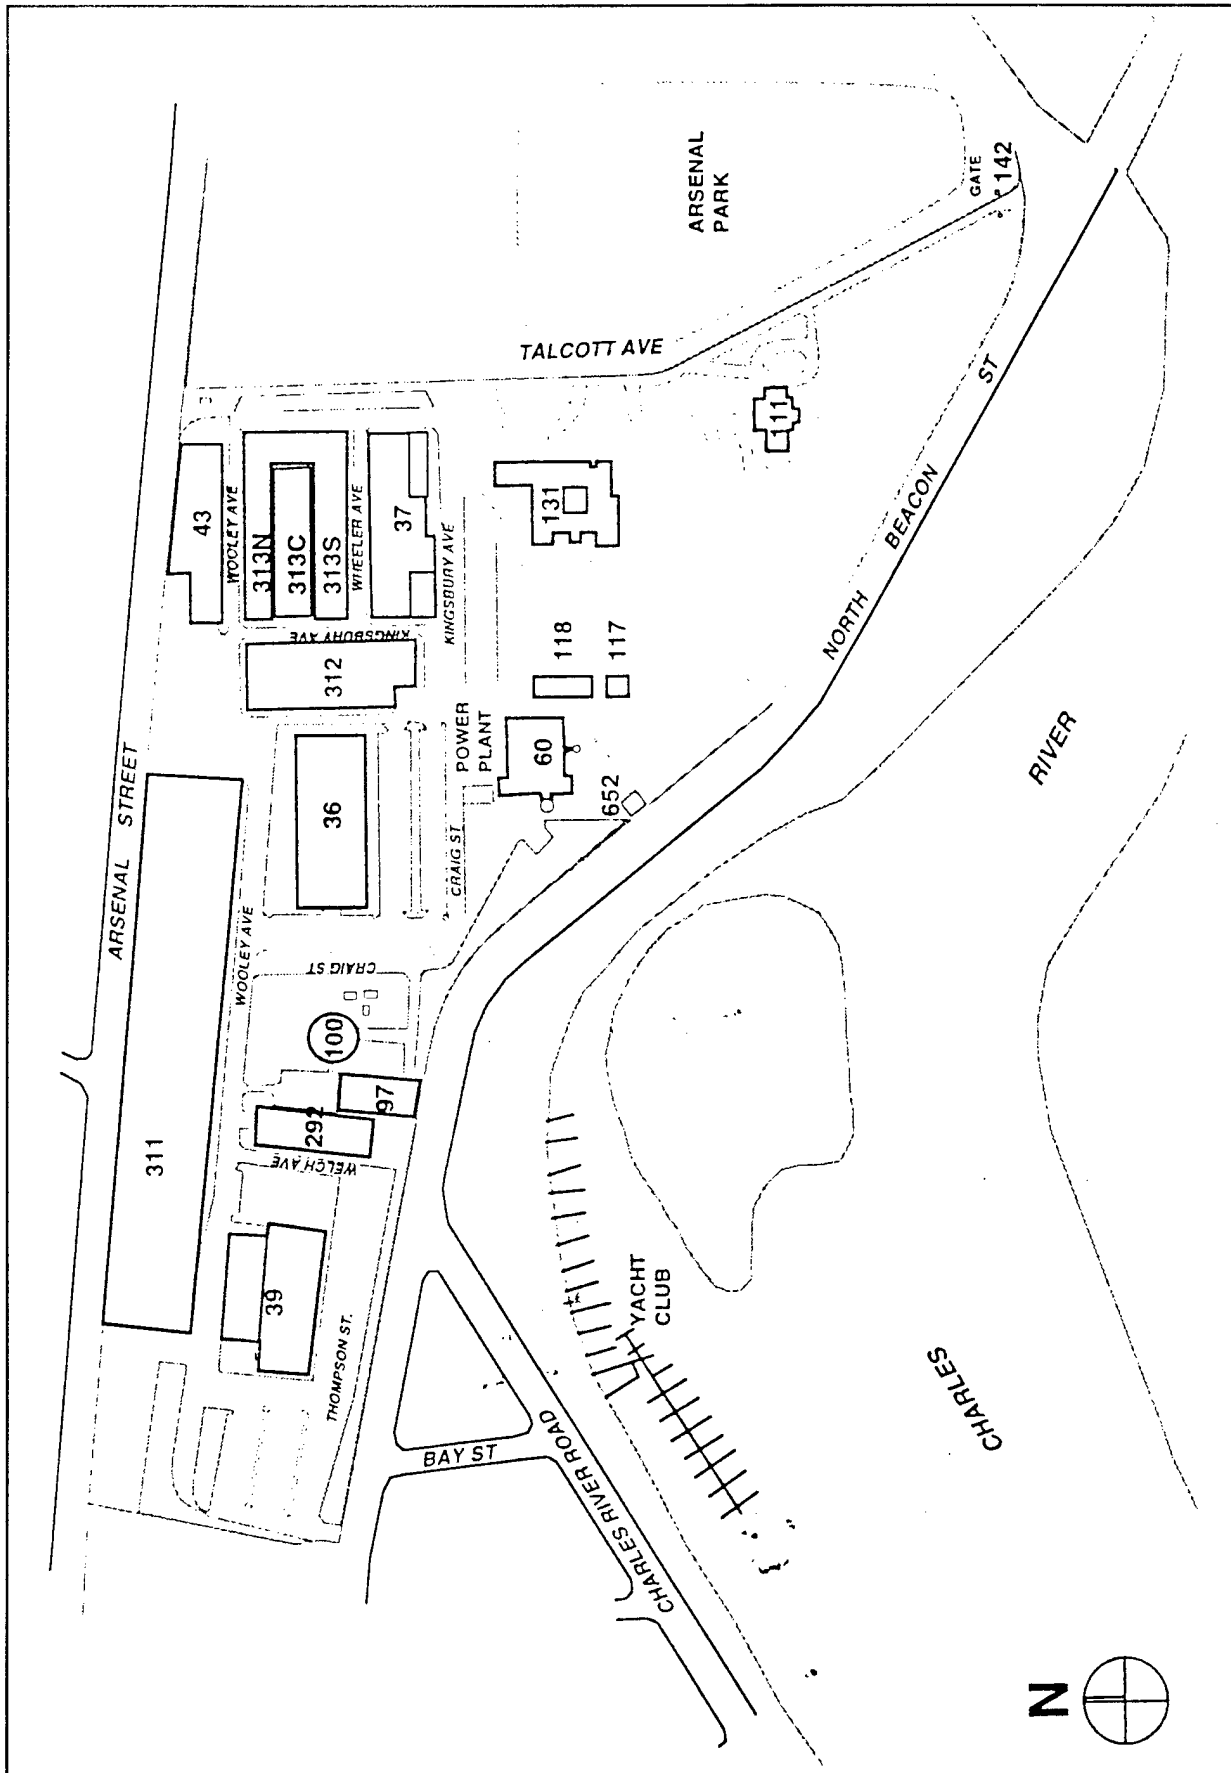 ARSENAL STREET
311
WOOLEY AVE
39
THOMPSON ST.
WELCH AVE
292
97
100
CRAIG ST
36
CRAIG ST
312
KINGSBURY AVE
43
WOOLEY AVE
313N
313C
313S
WHEELER AVE
37
KINGSBURY AVE
POWER
PLANT
60
652
118
117
131
111
TALCOTT AVE
ARSENAL
PARK
GATE
142
BAY ST
CHARLES RIVER ROAD
NORTH BEACON ST
YACHT
CLUB
CHARLES RIVER
N